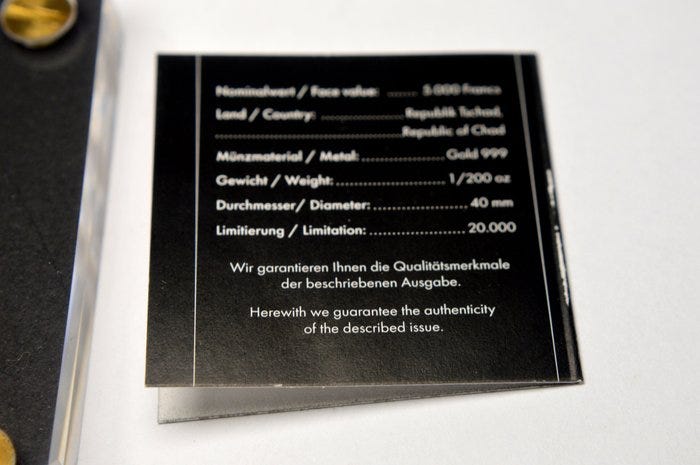 Nominalwert / Face value: ...... 5 000 Francs
Land / Country: .................... Republik Tschad,
............................................. Republic of Chad
Münzmaterial / Metal: .................... Gold 999
Gewicht / Weight: .......................... 1/200 oz
Durchmesser/ Diameter: ...................... 40 mm
Limitierung / Limitation: ..................... 20.000
Wir garantieren Ihnen die Qualitätsmerkmale
der beschriebenen Ausgabe.
Herewith we guarantee the authenticity
of the described issue.